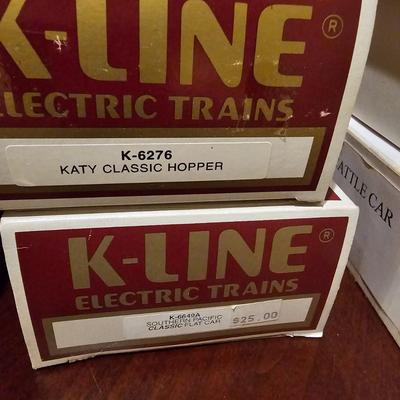 K-LINE ®
ELECTRIC TRAINS
K-6276
KATY CLASSIC HOPPER
K-LINE ®
ELECTRIC TRAINS
K-6649A
SOUTHERN PACIFIC
CLASSIC FLAT CAR
$25.00
CAR